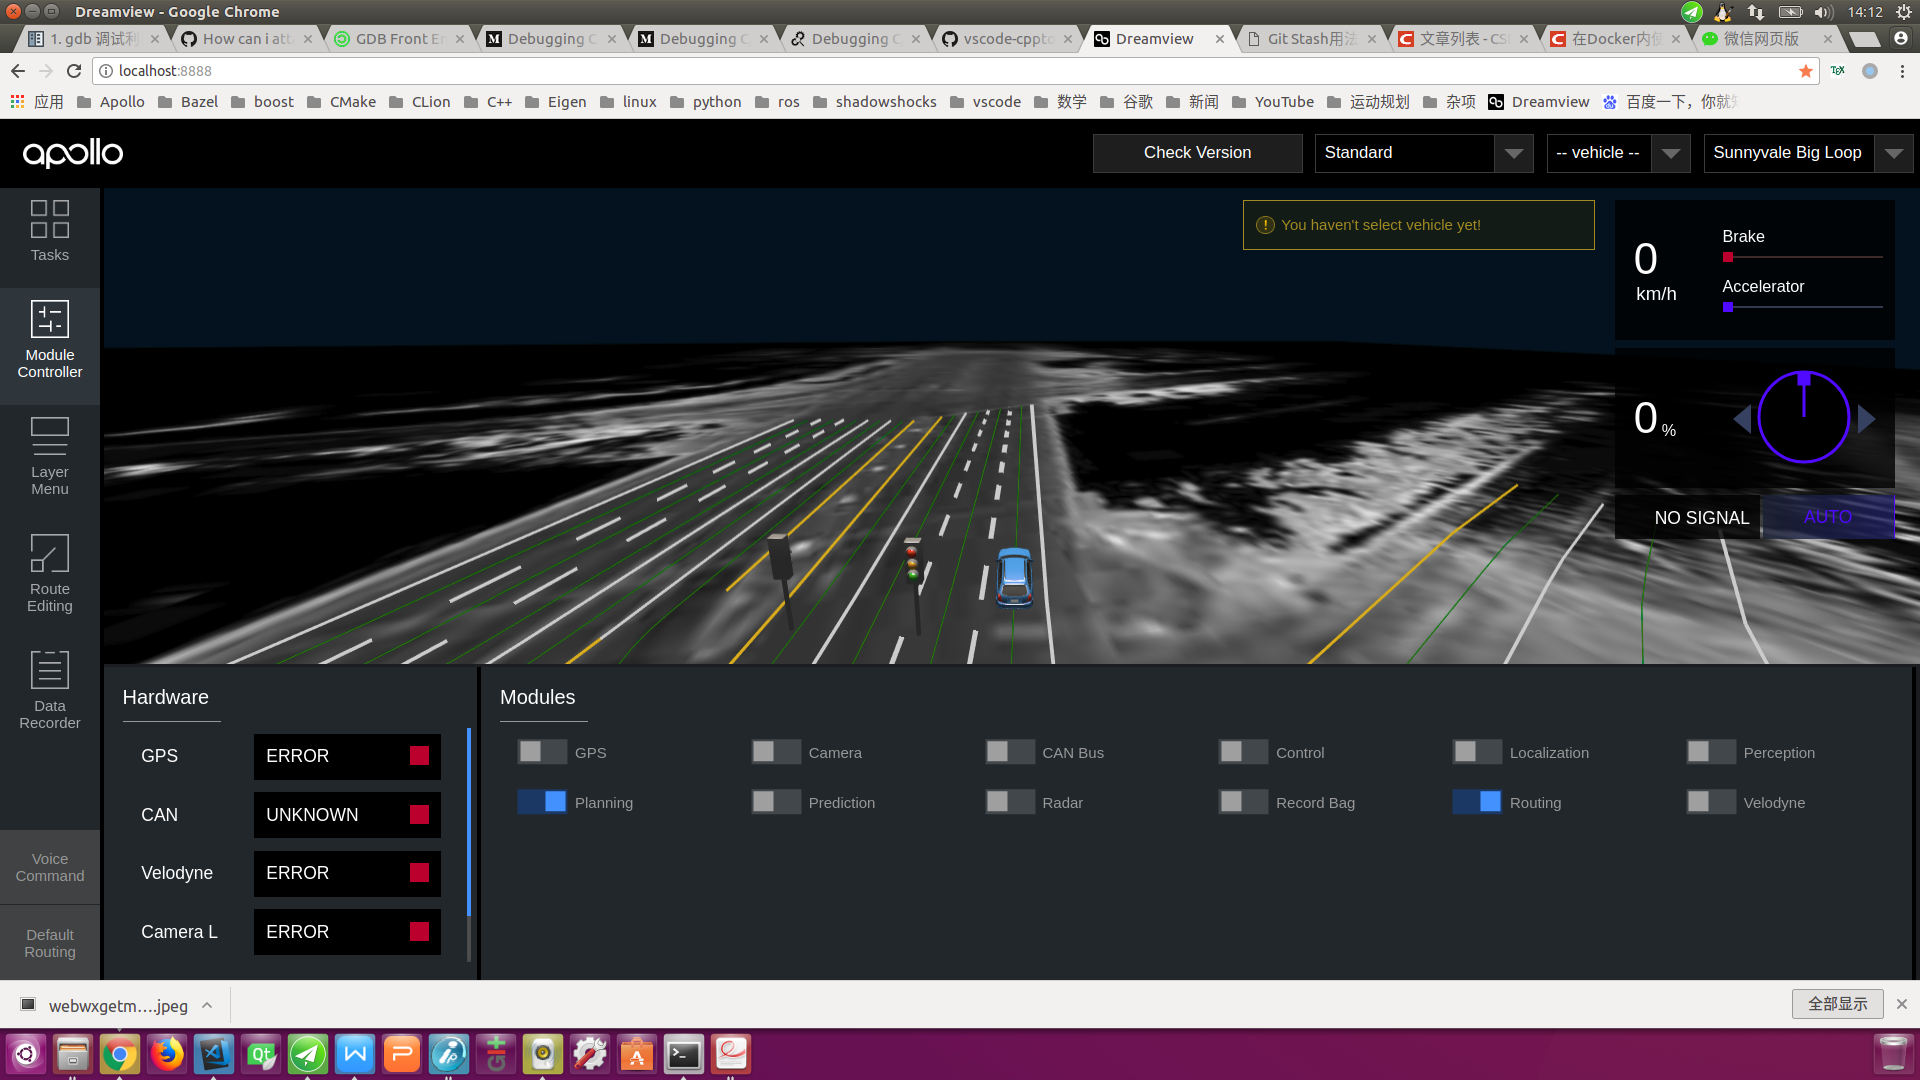 Dreamview - Google Chrome
14:12
1. gdb 调试利
How can i att
GDB Front En
Debugging C
Debugging C
Debugging C
vscode-cppto
Dreamview
Git Stash用法
文章列表 - CS
在Docker内使
微信网页版
localhost:8888
TEX
应用
Apollo
Bazel
boost
CMake
CLion
C++
Eigen
linux
python
ros
shadowshocks
vscode
数学
谷歌
新闻
YouTube
运动规划
杂项
Dreamview
百度一下，你就知
apollo
Check Version
Standard
-- vehicle --
Sunnyvale Big Loop
Tasks
Module
Controller
Layer
Menu
Route
Editing
Data
Recorder
Voice
Command
Default
Routing
You haven't select vehicle yet!
0
km/h
Brake
Accelerator
0 %
NO SIGNAL
AUTO
Hardware
GPS ERROR
CAN UNKNOWN
Velodyne ERROR
Camera L ERROR
Modules
GPS
Camera
CAN Bus
Control
Localization
Perception
Planning
Prediction
Radar
Record Bag
Routing
Velodyne
webwxgetm....jpeg
全部显示